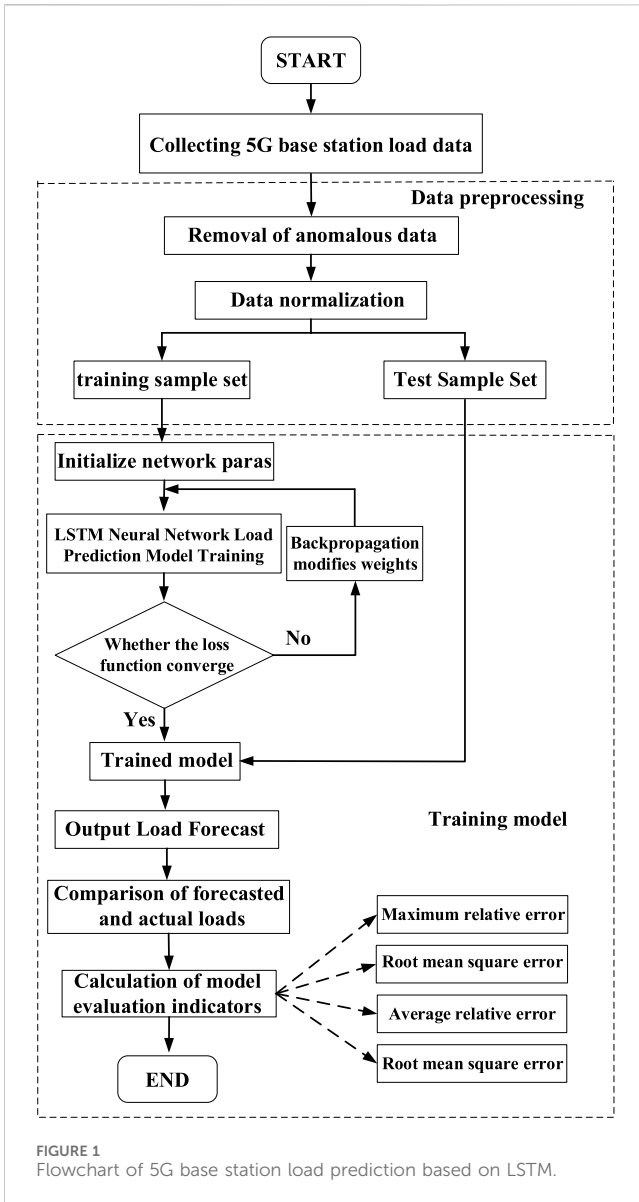 START
Collecting 5G base station load data
Data preprocessing
Removal of anomalous data
Data normalization
training sample set
Test Sample Set
Initialize network paras
LSTM Neural Network Load
Prediction Model Training
Backpropagation
modifies weights
Whether the loss
function converge
No
Yes
Trained model
Training model
Output Load Forecast
Comparison of forecasted
and actual loads
Calculation of model
evaluation indicators
Maximum relative error
Root mean square error
Average relative error
Root mean square error
END
FIGURE 1
Flowchart of 5G base station load prediction based on LSTM.